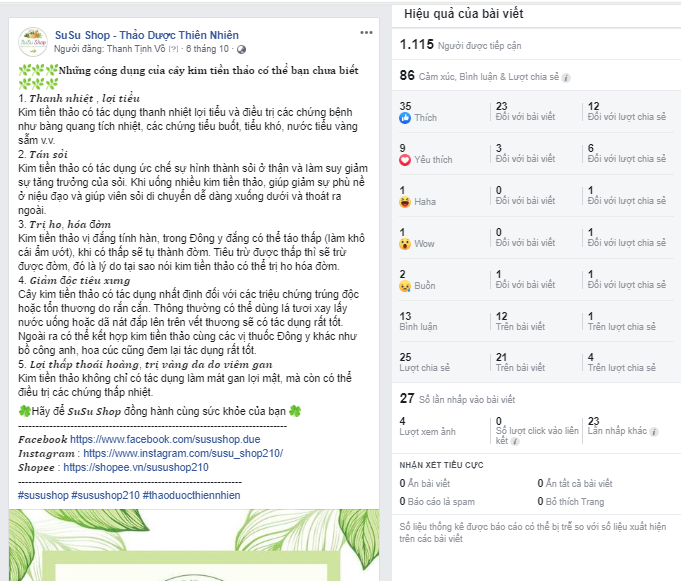 SuSu Shop - Thảo Dược Thiên Nhiên
Người đăng: Thanh Tịnh Võ [?] · 6 tháng 10 ·
🌿🌿🌿Những công dụng của cây kim tiền thảo có thể bạn chưa biết
🌿🌿🌿
1. Thanh nhiệt , lợi tiểu
Kim tiền thảo có tác dụng thanh nhiệt lợi tiểu và điều trị các chứng bệnh
như bàng quang tích nhiệt, các chứng tiểu buốt, tiểu khó, nước tiểu vàng
sẫm v.v.
2. Tán sỏi
Kim tiền thảo có tác dụng ức chế sự hình thành sỏi ở thận và làm suy giảm
sự tăng trưởng của sỏi. Khi uống nhiều kim tiền thảo, giúp giảm sự phù nề
ở niệu đạo và giúp viên sỏi di chuyển dễ dàng xuống dưới và thoát ra
ngoài.
3. Trị ho, hóa đờm
Kim tiền thảo vị đắng tính hàn, trong Đông y đắng có thể táo thấp (làm khô
cái ẩm ướt), khi có thấp sẽ tụ thành đờm. Tiêu trừ được thấp thì sẽ trừ
được đờm, đó là lý do tại sao nói kim tiền thảo có thể trị ho hóa đờm.
4. Giảm độc tiêu xưng
Cây kim tiền thảo có tác dụng nhất định đối với các triệu chứng trúng độc
hoặc tổn thương do rắn cắn. Thông thường có thể dùng lá tươi xay lấy
nước uống hoặc dã nát đắp lên trên vết thương sẽ có tác dụng rất tốt.
Ngoài ra có thể kết hợp kim tiền thảo cùng các vị thuốc Đông y khác như
bồ công anh, hoa cúc cũng đem lại tác dụng rất tốt.
5. Lợi thấp thoái hoàng, trị vàng da do viêm gan
Kim tiền thảo không chỉ có tác dụng làm mát gan lợi mật, mà còn có thể
điều trị các chứng thấp nhiệt.
🍀Hãy để SuSu Shop đồng hành cùng sức khỏe của bạn 🍀
---------------------------------------------------------------
Facebook https://www.facebook.com/susushop.due
Instagram : https://www.instagram.com/susu_shop210/
Shopee : https://shopee.vn/susushop210
----------------------------------------------------
#susushop #susushop210 #thaoduocthiennhien
Hiệu quả của bài viết
1.115 Người được tiếp cận
86 Cảm xúc, Bình luận & Lượt chia sẻ
35 Thích
23 Đối với bài viết
12 Đối với lượt chia sẻ
9 Yêu thích
3 Đối với bài viết
6 Đối với lượt chia sẻ
1 Haha
0 Đối với bài viết
1 Đối với lượt chia sẻ
1 Wow
0 Đối với bài viết
1 Đối với lượt chia sẻ
2 Buồn
1 Đối với bài viết
1 Đối với lượt chia sẻ
13 Bình luận
12 Trên bài viết
1 Trên lượt chia sẻ
25 Lượt chia sẻ
21 Trên bài viết
4 Trên lượt chia sẻ
27 Số lần nhấp vào bài viết
4 Lượt xem ảnh
0 Số lượt click vào liên
kết
23 Lần nhấp khác
NHẬN XÉT TIÊU CỰC
0 Ẩn bài viết
0 Ẩn tất cả bài viết
0 Báo cáo là spam
0 Bỏ thích Trang
Số liệu thống kê được báo cáo có thể bị trễ so với số liệu xuất hiện
trên các bài viết